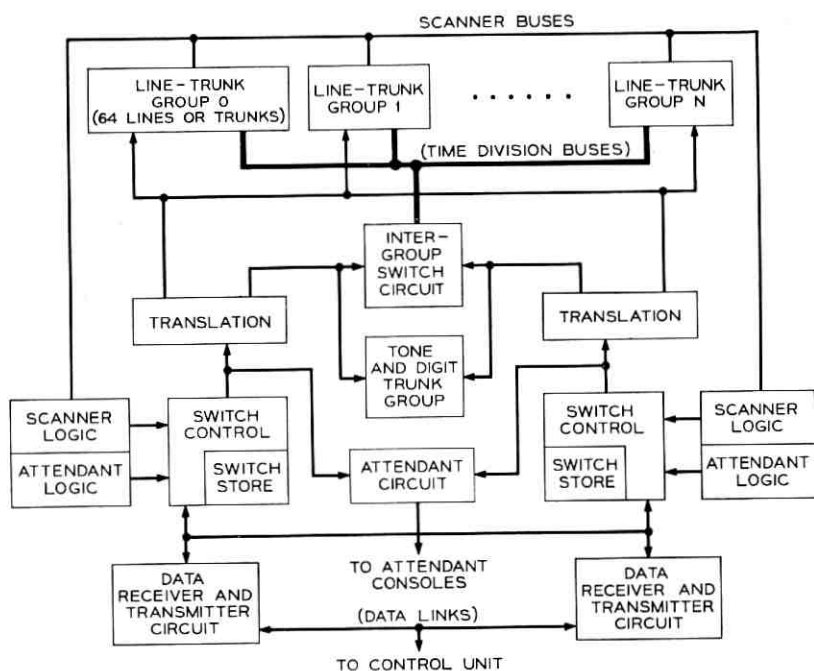 SCANNER BUSES
LINE-TRUNK
GROUP 0
(64 LINES OR TRUNKS)
LINE-TRUNK
GROUP 1
LINE-TRUNK
GROUP N
(TIME DIVISION BUSES)
INTER-
GROUP
SWITCH
CIRCUIT
TRANSLATION
TRANSLATION
TONE
AND DIGIT
TRUNK
GROUP
SCANNER
LOGIC
ATTENDANT
LOGIC
SWITCH
CONTROL
SWITCH
STORE
ATTENDANT
CIRCUIT
SWITCH
CONTROL
SWITCH
STORE
SCANNER
LOGIC
ATTENDANT
LOGIC
TO ATTENDANT
CONSOLES
DATA
RECEIVER AND
TRANSMITTER
CIRCUIT
DATA
RECEIVER AND
TRANSMITTER
CIRCUIT
(DATA LINKS)
TO CONTROL UNIT